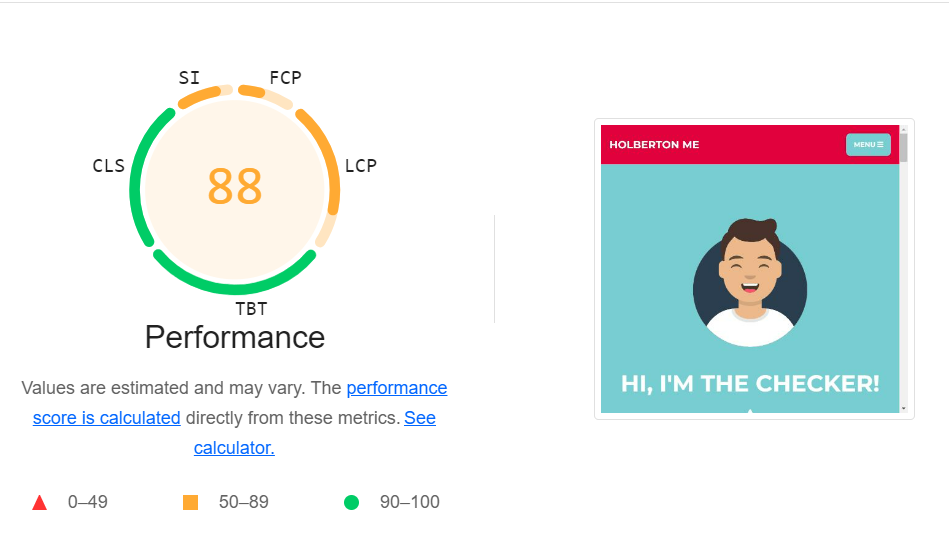 SI
FCP
CLS
LCP
88
TBT
Performance
Values are estimated and may vary. The performance
score is calculated directly from these metrics. See
calculator.
0–49
50–89
90–100
HOLBERTON ME
MENU ☰
HI, I'M THE CHECKER!